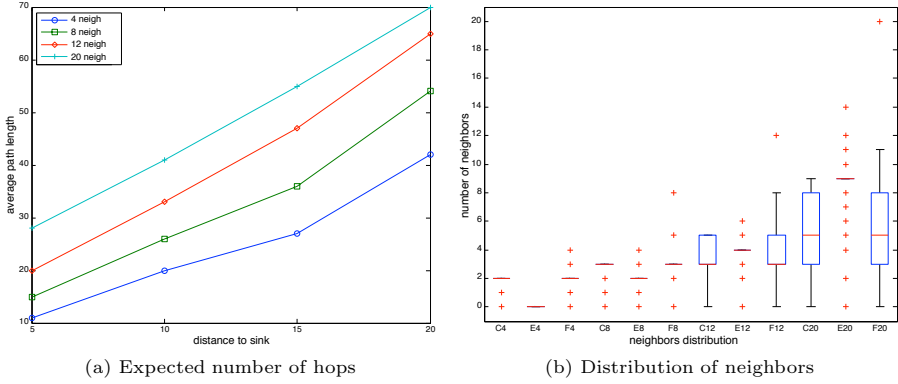 70
60
50
40
30
20
10
average path length
4 neigh
8 neigh
12 neigh
20 neigh
5 10 15 20
distance to sink
(a) Expected number of hops
20
18
16
14
12
10
8
6
4
2
0
number of neighbors
C4 E4 F4 C8 E8 F8 C12 E12 F12 C20 E20 F20
neighbors distribution
(b) Distribution of neighbors